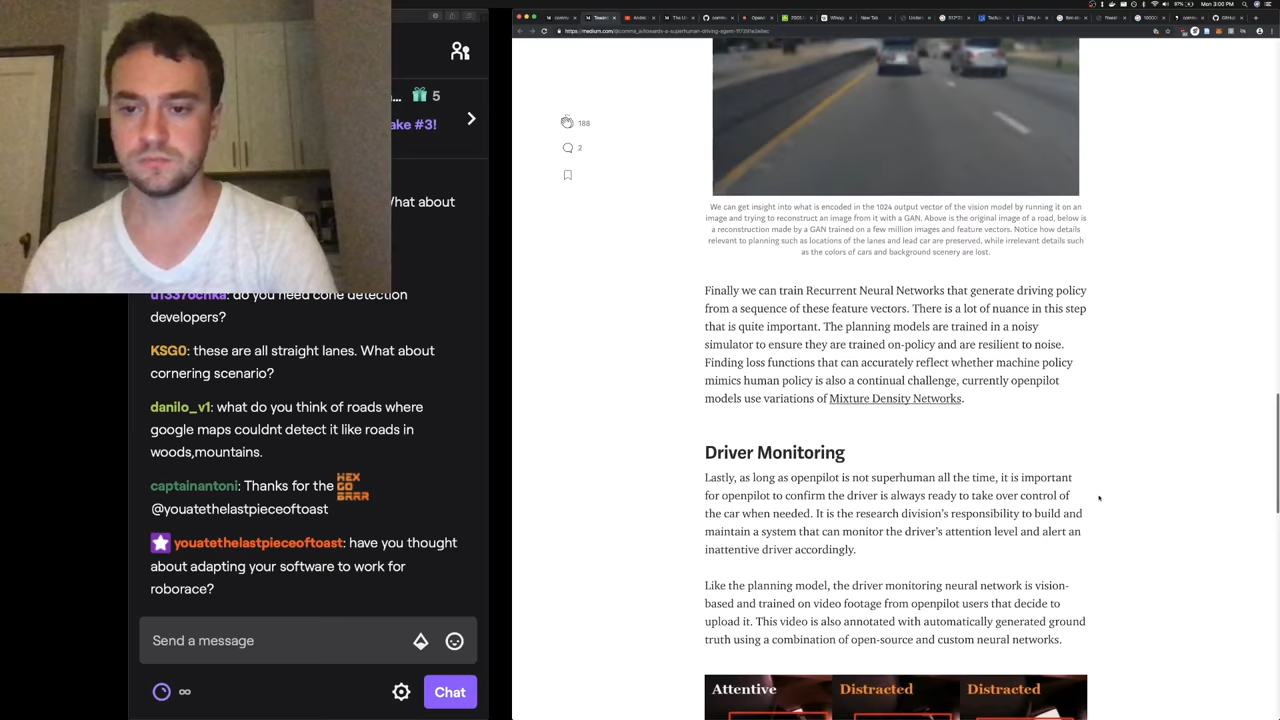 Mon 3:00 PM
https://medium.com/@comma_ai/towards-a-superhuman-driving-agent-
... 5
ake #3!
/hat about
u1337ochka: do you need cone detection
developers?
KSG0: these are all straight lanes. What about
cornering scenario?
danilo_v1: what do you think of roads where
google maps couldnt detect it like roads in
woods,mountains.
captainantoni: Thanks for the HEX GO BRRR
@youatethelastpieceoftoast
youatethelastpieceoftoast: have you thought
about adapting your software to work for
roborace?
Send a message
Chat
188
2
We can get insight into what is encoded in the 1024 output vector of the vision model by running it on an
image and trying to reconstruct an image from it with a GAN. Above is the original image of a road, below is
a reconstruction made by a GAN trained on a few million images and feature vectors. Notice how details
relevant to planning such as locations of the lanes and lead car are preserved, while irrelevant details such
as the colors of cars and background scenery are lost.
Finally we can train Recurrent Neural Networks that generate driving policy
from a sequence of these feature vectors. There is a lot of nuance in this step
that is quite important. The planning models are trained in a noisy
simulator to ensure they are trained on-policy and are resilient to noise.
Finding loss functions that can accurately reflect whether machine policy
mimics human policy is also a continual challenge, currently openpilot
models use variations of Mixture Density Networks.
Driver Monitoring
Lastly, as long as openpilot is not superhuman all the time, it is important
for openpilot to confirm the driver is always ready to take over control of
the car when needed. It is the research division's responsibility to build and
maintain a system that can monitor the driver's attention level and alert an
inattentive driver accordingly.
Like the planning model, the driver monitoring neural network is vision-
based and trained on video footage from openpilot users that decide to
upload it. This video is also annotated with automatically generated ground
truth using a combination of open-source and custom neural networks.
Attentive
Distracted
Distracted